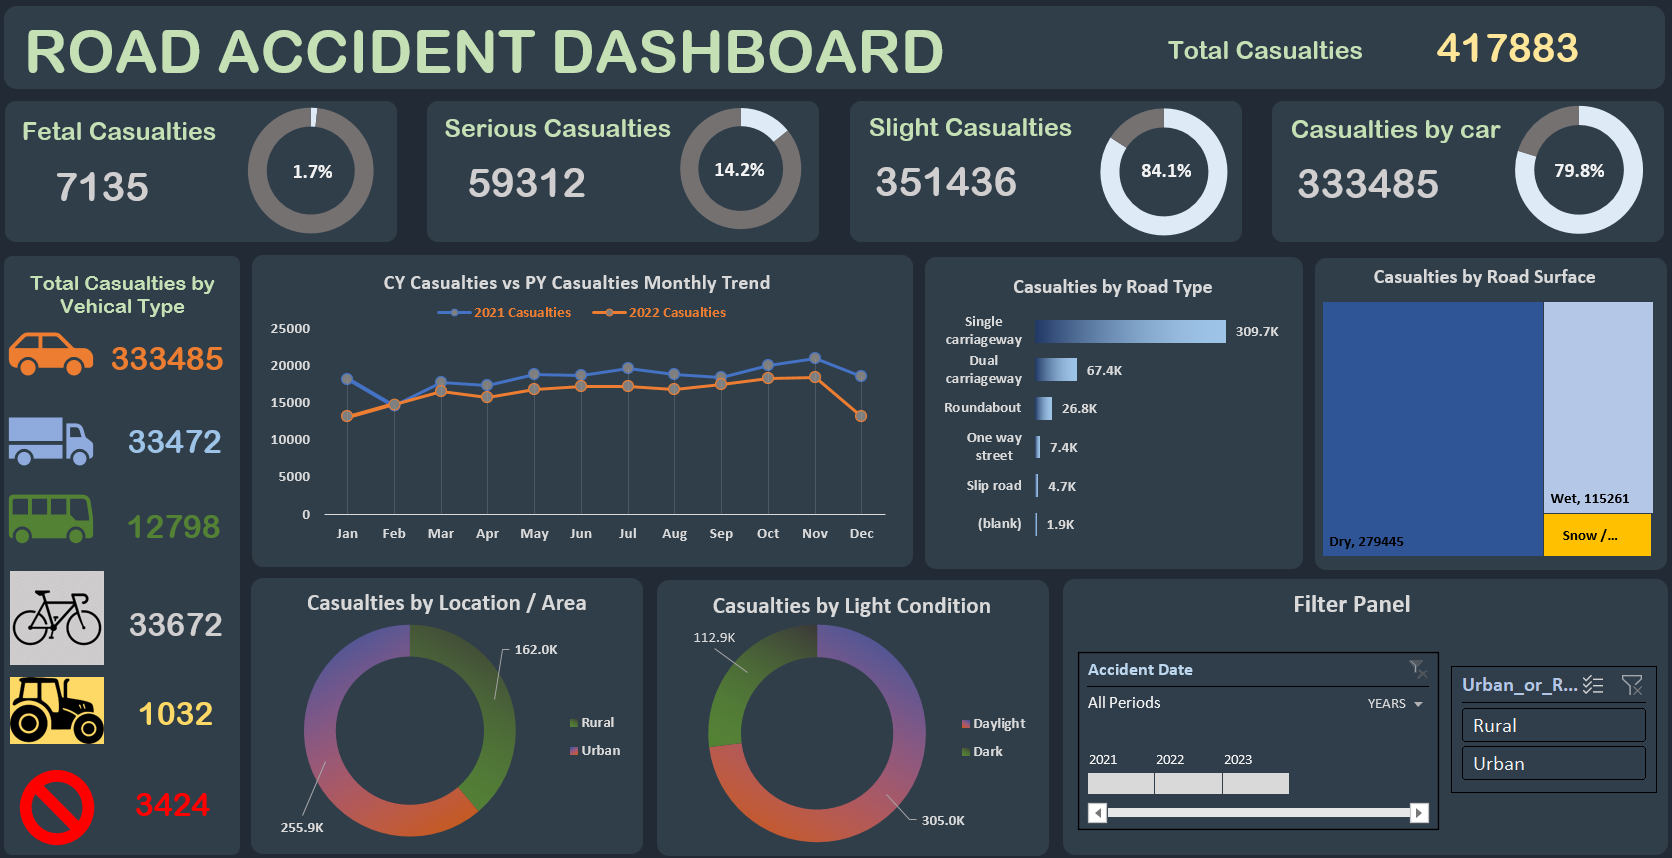 ROAD ACCIDENT DASHBOARD
Total Casualties
417883
Fetal Casualties
7135
1.7%
Serious Casualties
59312
14.2%
Slight Casualties
351436
84.1%
Casualties by car
333485
79.8%
Total Casualties by
Vehical Type
333485
33472
12798
33672
1032
3424
CY Casualties vs PY Casualties Monthly Trend
2021 Casualties
2022 Casualties
25000
20000
15000
10000
5000
0
Jan
Feb
Mar
Apr
May
Jun
Jul
Aug
Sep
Oct
Nov
Dec
Casualties by Road Type
Single
carriageway
309.7K
Dual
carriageway
67.4K
Roundabout
26.8K
One way
street
7.4K
Slip road
4.7K
(blank)
1.9K
Casualties by Road Surface
Dry, 279445
Wet, 115261
Snow /...
Casualties by Location / Area
162.0K
255.9K
Rural
Urban
Casualties by Light Condition
112.9K
305.0K
Daylight
Dark
Filter Panel
Accident Date
All Periods
YEARS
2021
2022
2023
Urban_or_R...
Rural
Urban